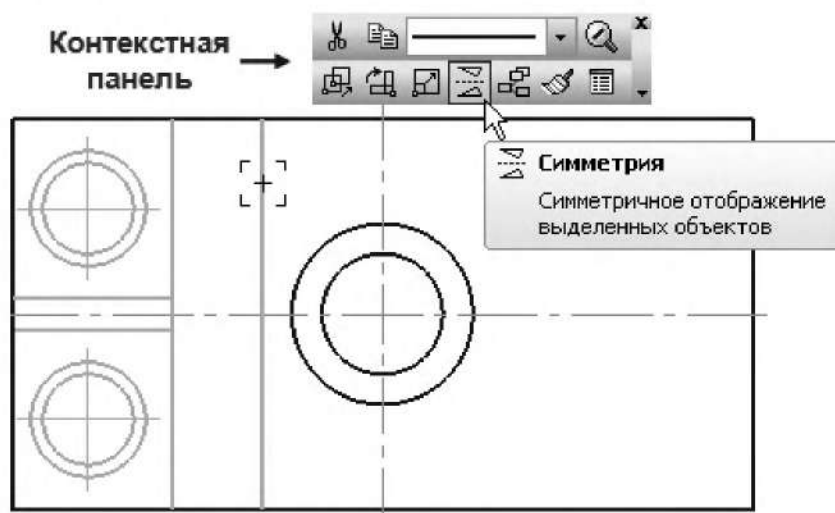 Контекстная
панель
Симметрия
Симметричное отображение
выделенных объектов